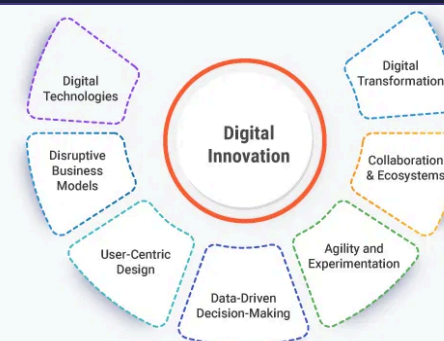 Digital
Technologies
Disruptive
Business
Models
User-Centric
Design
Data-Driven
Decision-Making
Agility and
Experimentation
Collaboration
& Ecosystems
Digital
Transformation
Digital
Innovation